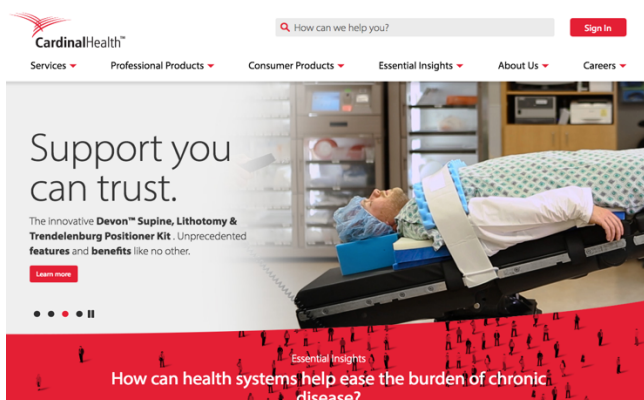 CardinalHealth™
How can we help you?
Sign In
Services
Professional Products
Consumer Products
Essential Insights
About Us
Careers
Support you
can trust.
The innovative Devon™ Supine, Lithotomy &
Trendelenburg Positioner Kit . Unprecedented
features and benefits like no other.
Learn more
Essential Insights
How can health systems help ease the burden of chronic
disease?